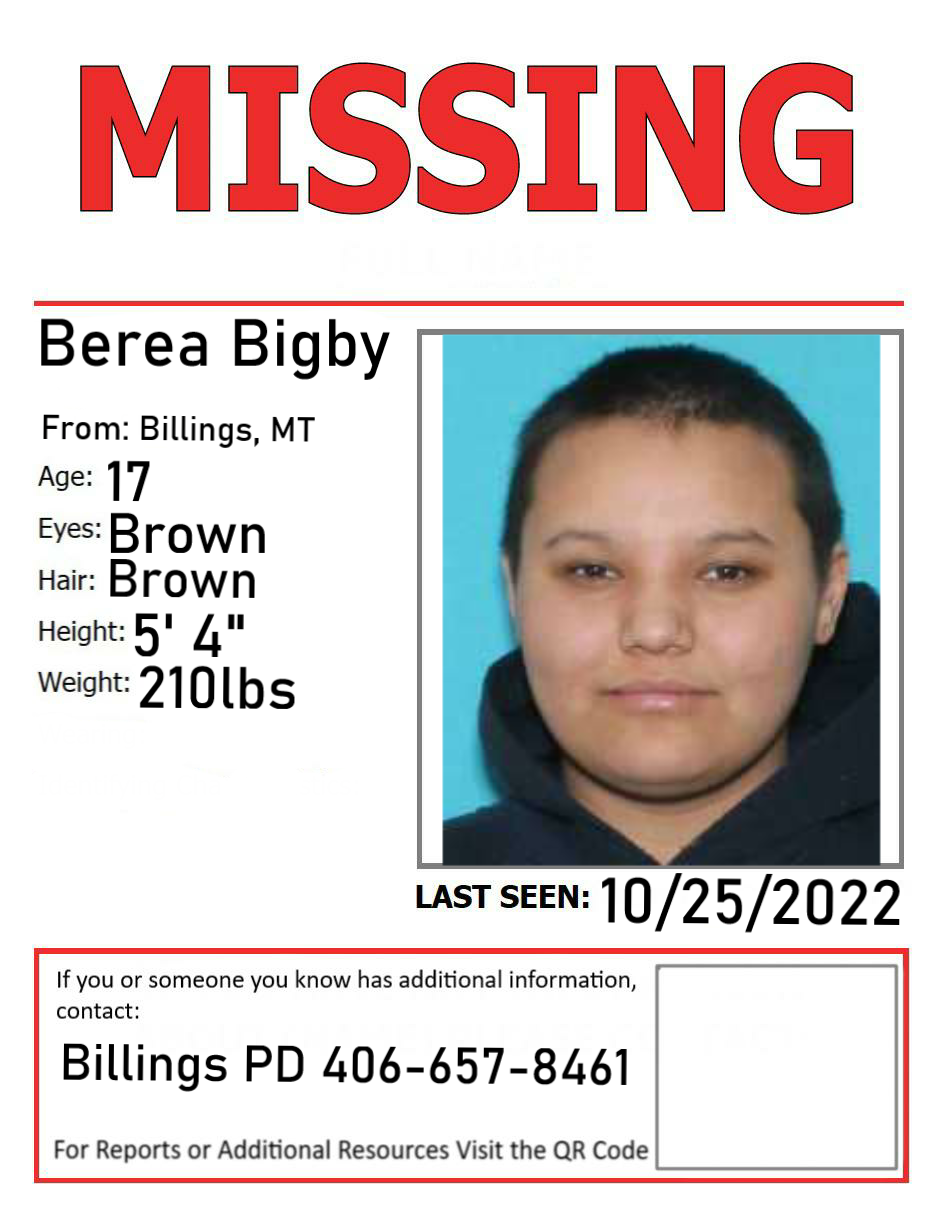 MISSING
Berea Bigby
From: Billings, MT
Age: 17
Eyes: Brown
Hair: Brown
Height: 5' 4"
Weight: 210lbs
LAST SEEN: 10/25/2022
If you or someone you know has additional information,
contact:
Billings PD 406-657-8461
For Reports or Additional Resources Visit the QR Code